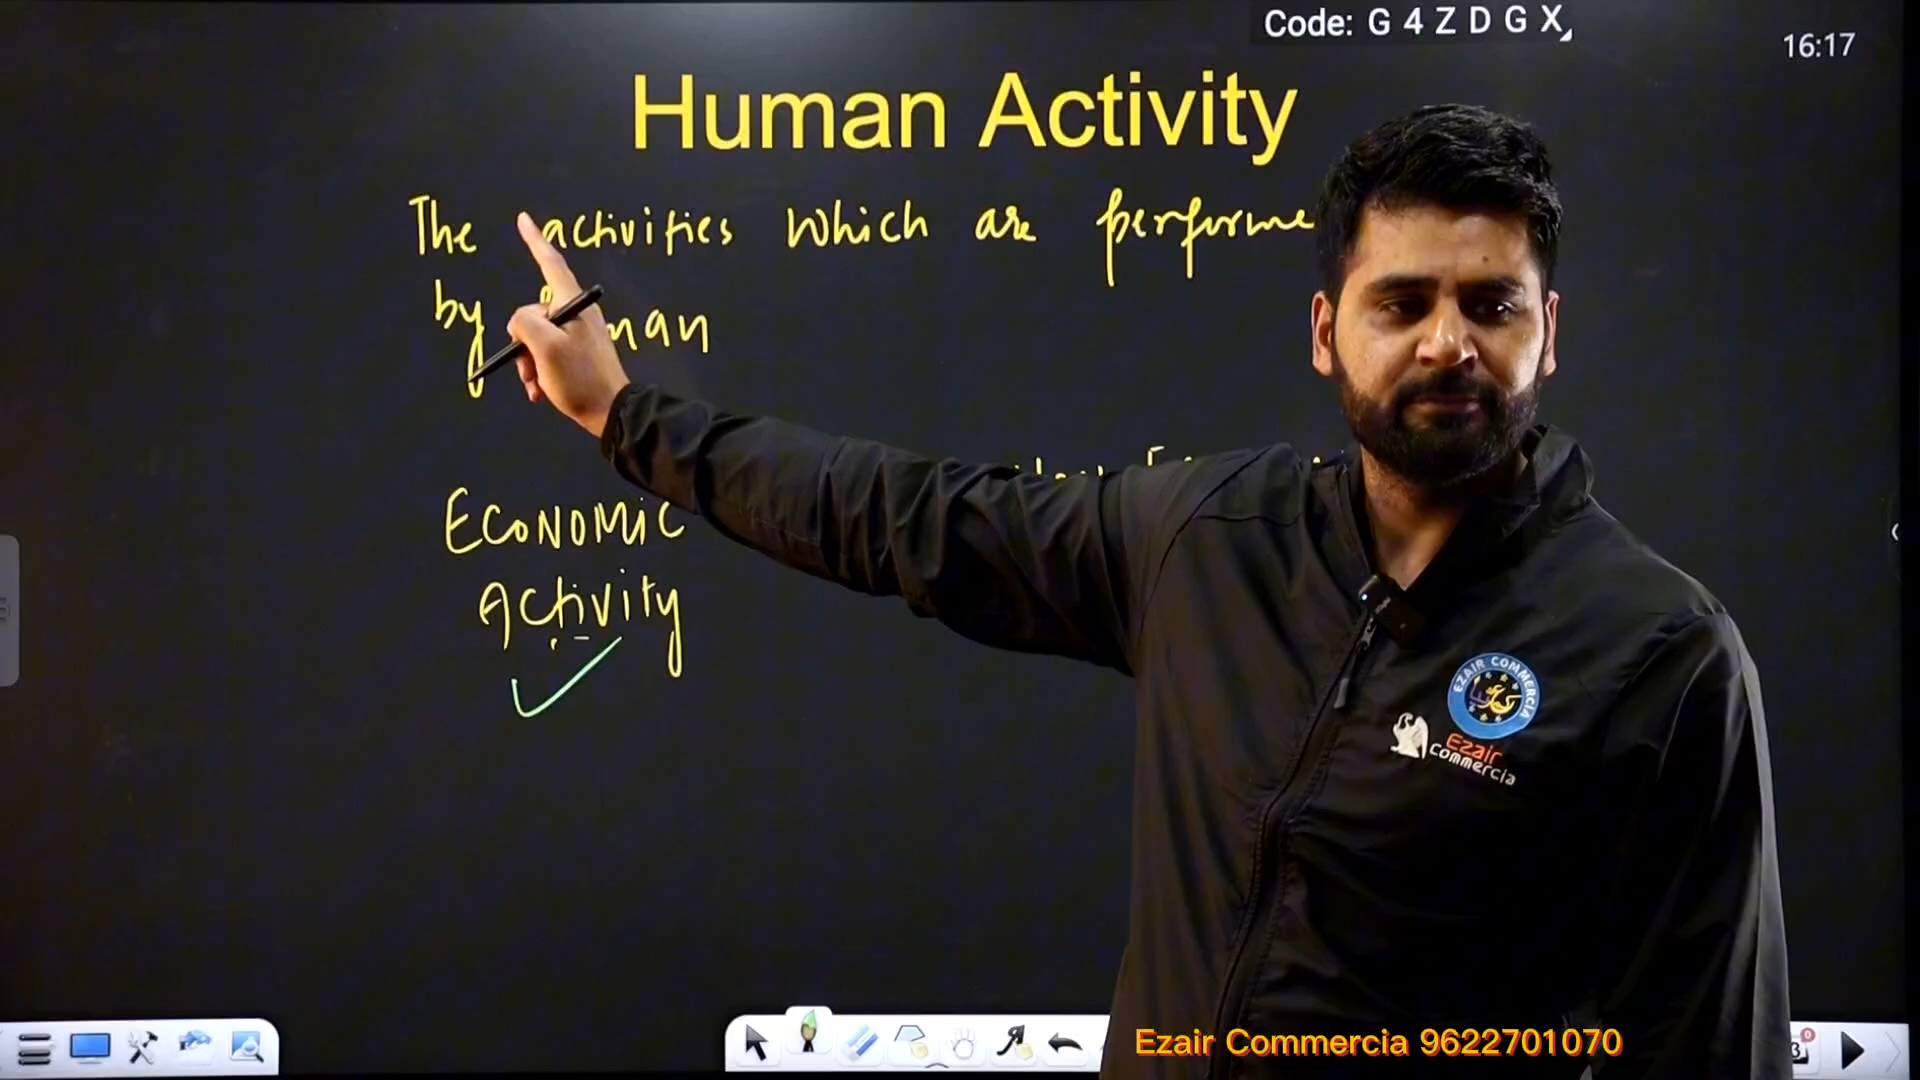 Code: G 4 Z D G X
16:17
Human Activity
The activities which are performe
by man
ECONOMIC
Activity
EZAIR COMMERCIA
Ezair
Commercia
Ezair Commercia 9622701070